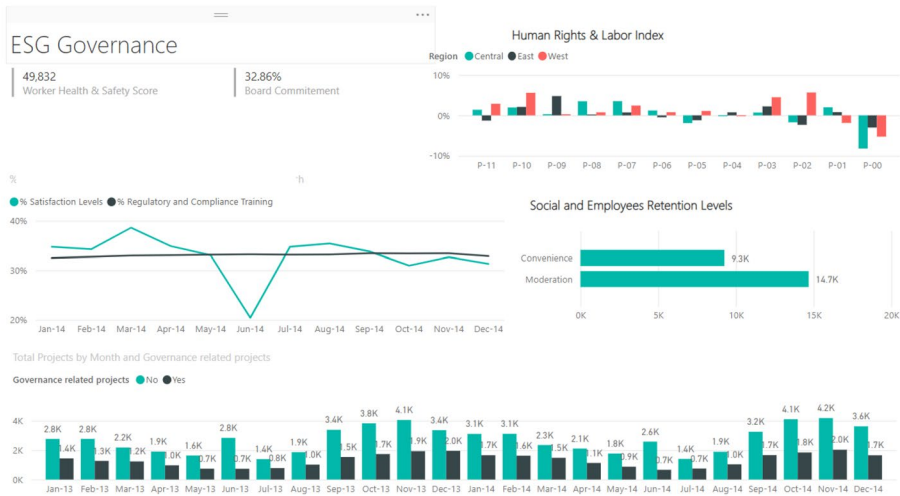 ESG Governance
49,832
Worker Health & Safety Score
32.86%
Board Commitement
Human Rights & Labor Index
Region Central East West
10%
0%
-10%
P-11 P-10 P-09 P-08 P-07 P-06 P-05 P-04 P-03 P-02 P-01 P-00
%
% Satisfaction Levels % Regulatory and Compliance Training
40%
30%
20%
Jan-14 Feb-14 Mar-14 Apr-14 May-14 Jun-14 Jul-14 Aug-14 Sep-14 Oct-14 Nov-14 Dec-14
Social and Employees Retention Levels
Convenience 9.3K
Moderation 14.7K
0K 5K 10K 15K 20K
Total Projects by Month and Governance related projects
Governance related projects No Yes
4K
2K
0K
2.8K 2.8K 2.2K 1.9K 1.6K 2.8K 1.4K 1.9K 3.4K 3.8K 4.1K 3.4K 3.1K 3.1K 2.3K 2.1K 1.8K 2.6K 1.4K 1.9K 3.2K 4.1K 4.2K 3.6K
1.4K 1.3K 1.2K 1.0K 0.7K 0.7K 0.8K 1.0K 1.5K 1.7K 1.9K 2.0K 1.7K 1.6K 1.5K 1.1K 0.9K 0.7K 0.7K 1.0K 1.7K 1.8K 2.0K 1.7K
Jan-13 Feb-13 Mar-13 Apr-13 May-13 Jun-13 Jul-13 Aug-13 Sep-13 Oct-13 Nov-13 Dec-13 Jan-14 Feb-14 Mar-14 Apr-14 May-14 Jun-14 Jul-14 Aug-14 Sep-14 Oct-14 Nov-14 Dec-14